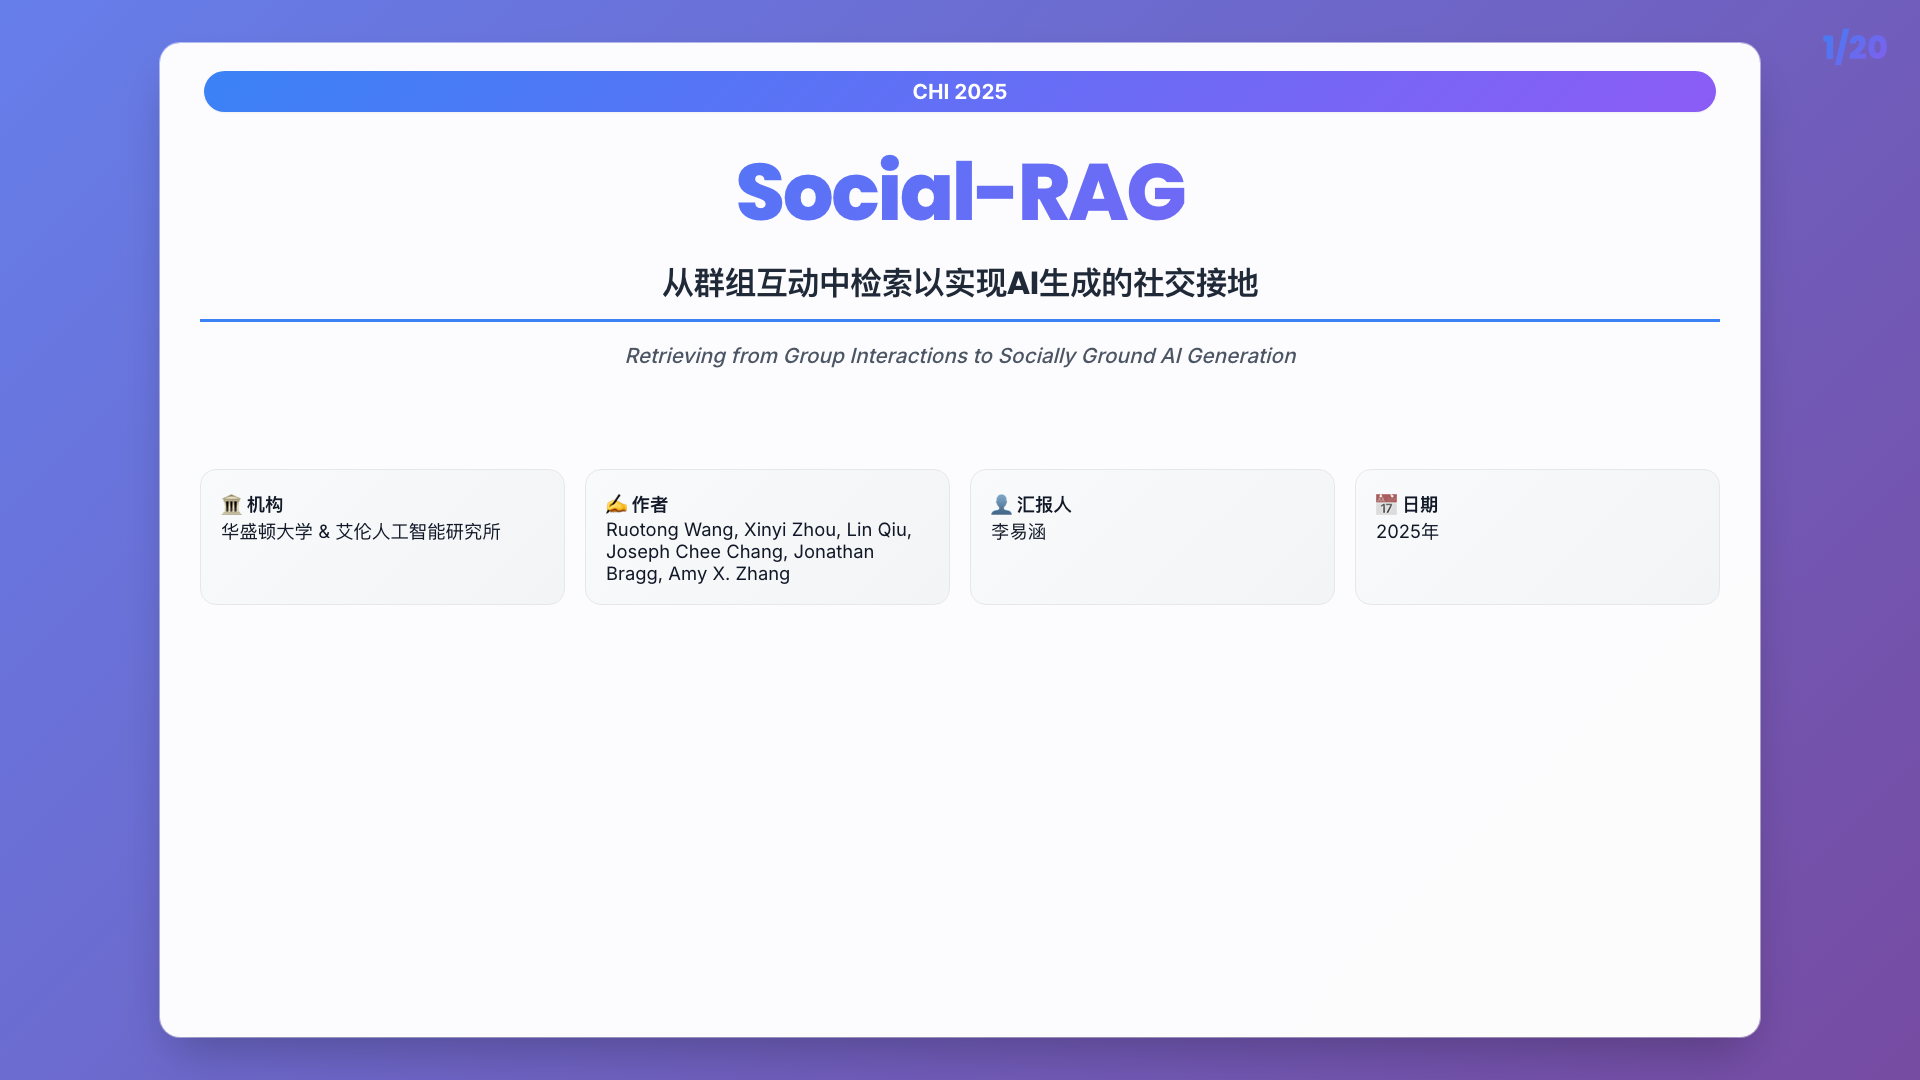 1/20
CHI 2025
Social-RAG
从群组互动中检索以实现AI生成的社交接地
Retrieving from Group Interactions to Socially Ground AI Generation
🏛️ 机构
华盛顿大学 & 艾伦人工智能研究所
✍️ 作者
Ruotong Wang, Xinyi Zhou, Lin Qiu,
Joseph Chee Chang, Jonathan
Bragg, Amy X. Zhang
👤 汇报人
李易涵
📅 日期
2025年